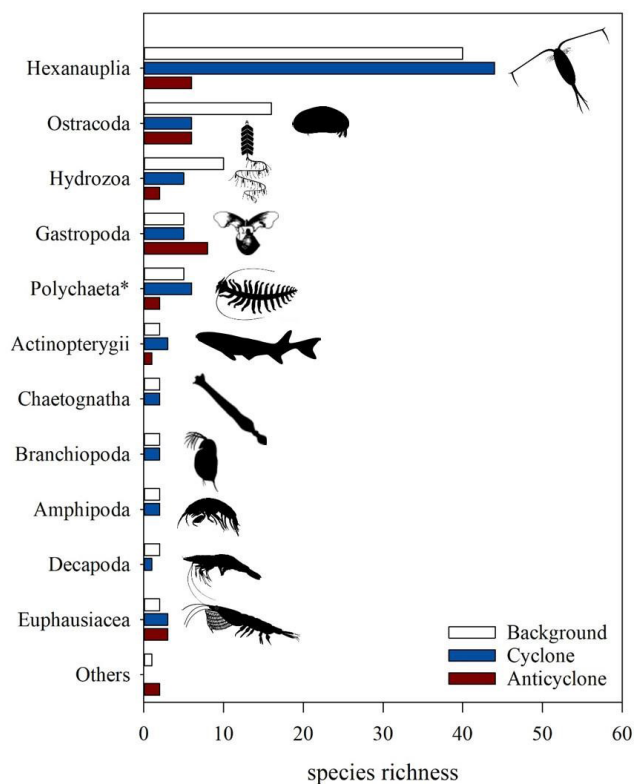 Hexanauplia
Ostracoda
Hydrozoa
Gastropoda
Polychaeta*
Actinopterygii
Chaetognatha
Branchiopoda
Amphipoda
Decapoda
Euphausiacea
Others
Background
Cyclone
Anticyclone
0 10 20 30 40 50 60
species richness